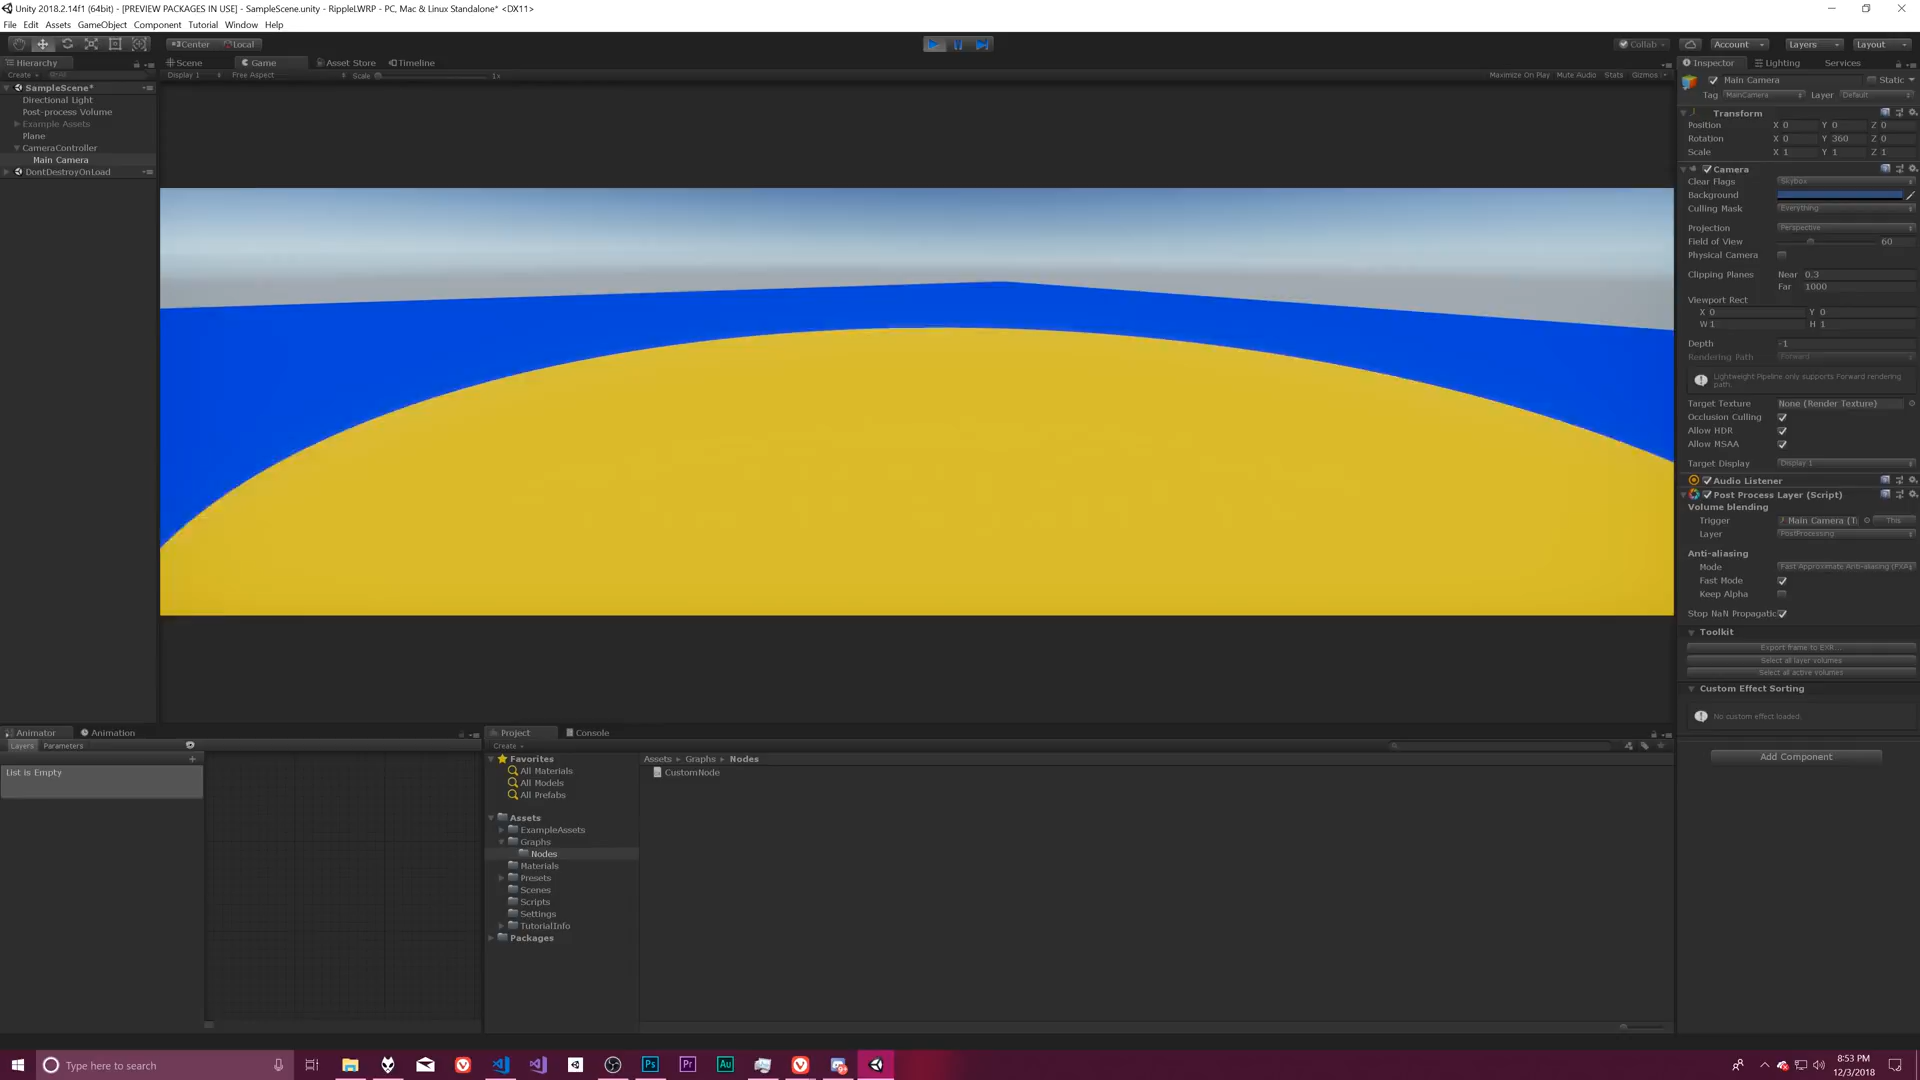 Unity 2018.2.14f1 (64bit) - [PREVIEW PACKAGES IN USE] - SampleScene.unity - RippleLWRP - PC, Mac & Linux Standalone* <DX11>
File Edit Assets GameObject Component Tutorial Window Help
Center Local Collab Account Layers Layout
Hierarchy Scene Game Asset Store Timeline Inspector Lighting Services
Create Display 1 Free Aspect Scale 1x Maximize On Play Mute Audio Stats Gizmos
SampleScene*
Directional Light
Post-process Volume
Example Assets
Plane
CameraController
Main Camera
DontDestroyOnLoad
Main Camera Static
Tag MainCamera Layer Default
Transform
Position X 0 Y 0 Z 0
Rotation X 0 Y 360 Z 0
Scale X 1 Y 1 Z 1
Camera
Clear Flags Skybox
Background
Culling Mask Everything
Projection Perspective
Field of View 60
Physical Camera
Clipping Planes Near 0.3
Far 1000
Viewport Rect
X 0 Y 0
W 1 H 1
Depth -1
Rendering Path Forward
Lightweight Pipeline only supports Forward rendering
path.
Target Texture None (Render Texture)
Occlusion Culling
Allow HDR
Allow MSAA
Target Display Display 1
Audio Listener
Post Process Layer (Script)
Volume blending
Trigger Main Camera (T This
Layer PostProcessing
Anti-aliasing
Mode Fast Approximate Anti-aliasing (FXA
Fast Mode
Keep Alpha
Stop NaN Propagatic
Toolkit
Export frame to EXR...
Select all layer volumes
Select all active volumes
Custom Effect Sorting
No custom effect loaded.
Add Component
Animator Animation
Layers Parameters
List is Empty
Project Console
Create
Favorites
All Materials
All Models
All Prefabs
Assets
ExampleAssets
Graphs
Nodes
Materials
Presets
Scenes
Scripts
Settings
TutorialInfo
Packages
Assets Graphs Nodes
CustomNode
Type here to search
Ps Pr Au
8:53 PM
12/3/2018